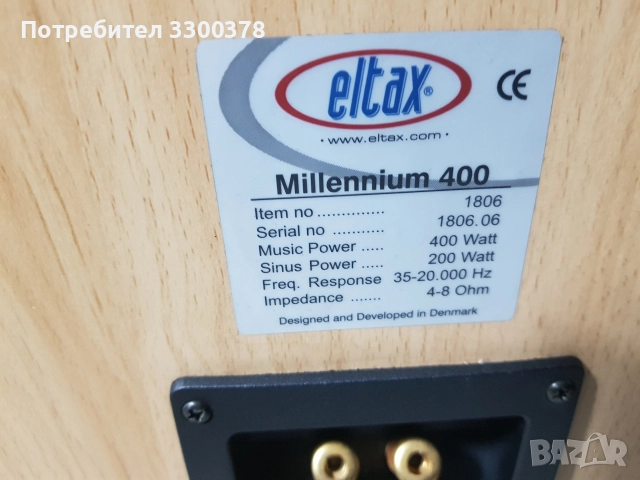 Потребител 3300378
eltax®
· www.eltax.com ·
CE
Millennium 400
Item no ............... 1806
Serial no ............ 1806.06
Music Power ..... 400 Watt
Sinus Power ..... 200 Watt
Freq. Response 35-20.000 Hz
Impedance ....... 4-8 Ohm
Designed and Developed in Denmark
BAZAR